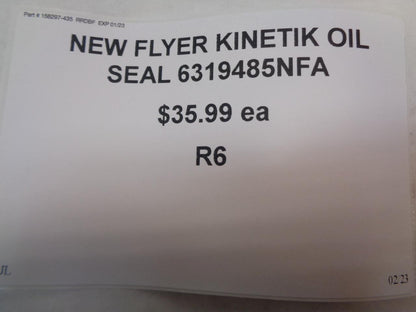 Part # 158297-435 RRDBF EXP 01/23
NEW FLYER KINETIK OIL
SEAL 6319485NFA
$35.99 ea
R6
JL
02/23